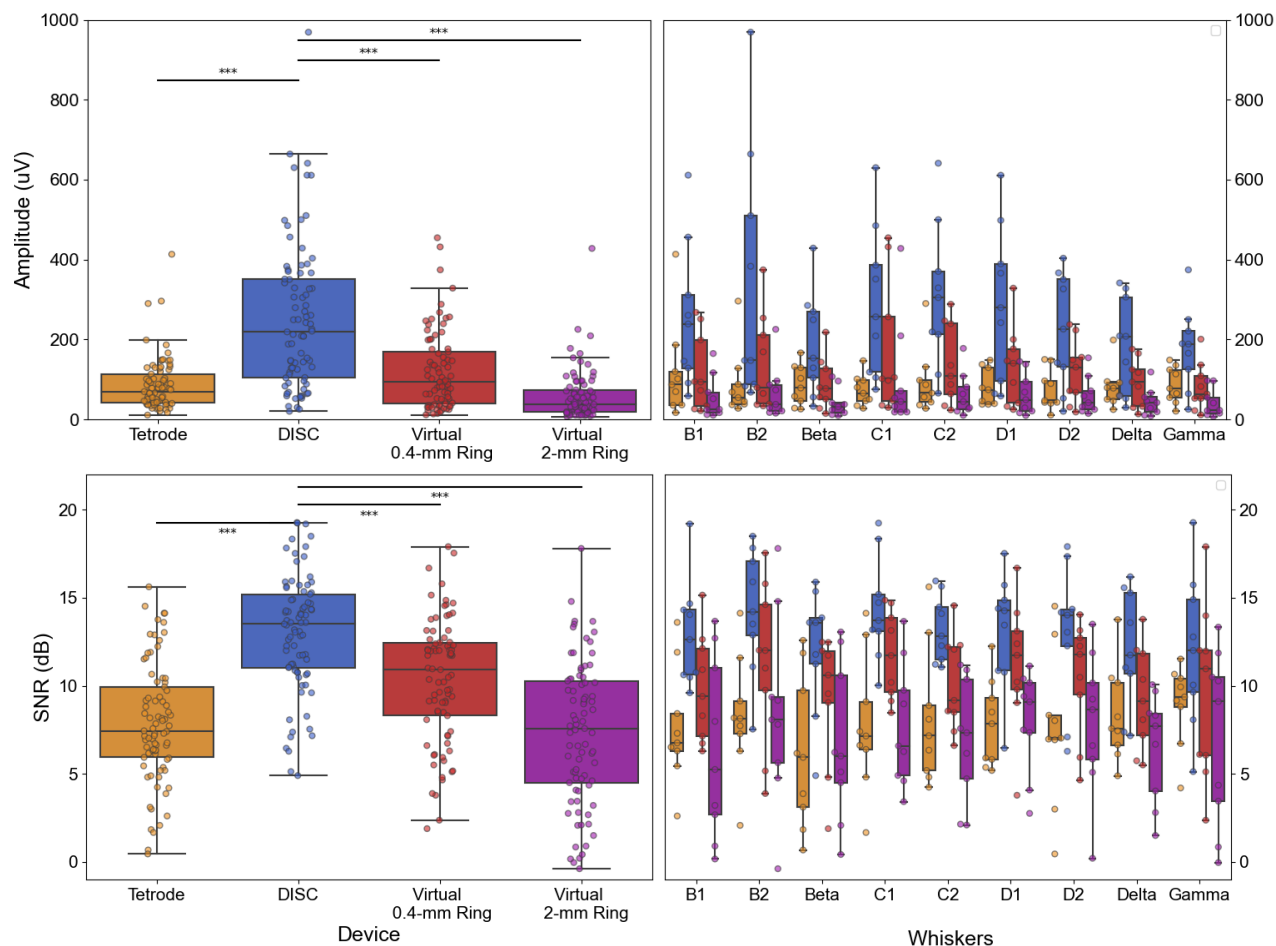 1000
800
600
400
200
0
Amplitude (uV)
***
***
***
Tetrode
DISC
Virtual
0.4-mm Ring
Virtual
2-mm Ring
1000
800
600
400
200
0
B1
B2
Beta
C1
C2
D1
D2
Delta
Gamma
20
15
10
5
0
SNR (dB)
***
***
***
Tetrode
DISC
Virtual
0.4-mm Ring
Virtual
2-mm Ring
Device
20
15
10
5
0
B1
B2
Beta
C1
C2
D1
D2
Delta
Gamma
Whiskers